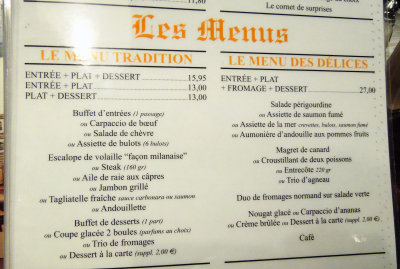 11,80
Le cornet de surprises
Les Menus
LE MENU TRADITION
ENTRÉE + PLAT + DESSERT 15,95
ENTRÉE + PLAT 13,00
PLAT + DESSERT 13,00
Buffet d'entrées (1 passage)
ou Carpaccio de bœuf
ou Salade de chèvre
ou Assiette de bulots (6 bulots)
Escalope de volaille "façon milanaise"
ou Steak (160 gr)
ou Aile de raie aux câpres
ou Jambon grillé
ou Tagliatelle fraîche sauce carbonara ou saumon
ou Andouillette
Buffet de desserts (1 part)
ou Coupe glacée 2 boules (parfums au choix)
ou Trio de fromages
ou Dessert à la carte (suppl. 2,00 €)
LE MENU DES DÉLICES
ENTRÉE + PLAT
+ FROMAGE + DESSERT 27,00
Salade périgourdine
ou Assiette de saumon fumé
ou Assiette de la mer crevettes, bulots, saumon fumé
ou Aumonière d'andouille aux pommes fruits
Magret de canard
ou Croustillant de deux poissons
ou Entrecôte 220 gr
ou Trio d'agneau
Duo de fromages normand sur salade verte
Nougat glacé ou Carpaccio d'ananas
ou Crème brûlée ou Dessert à la carte (suppl. 2,00 €)
Café